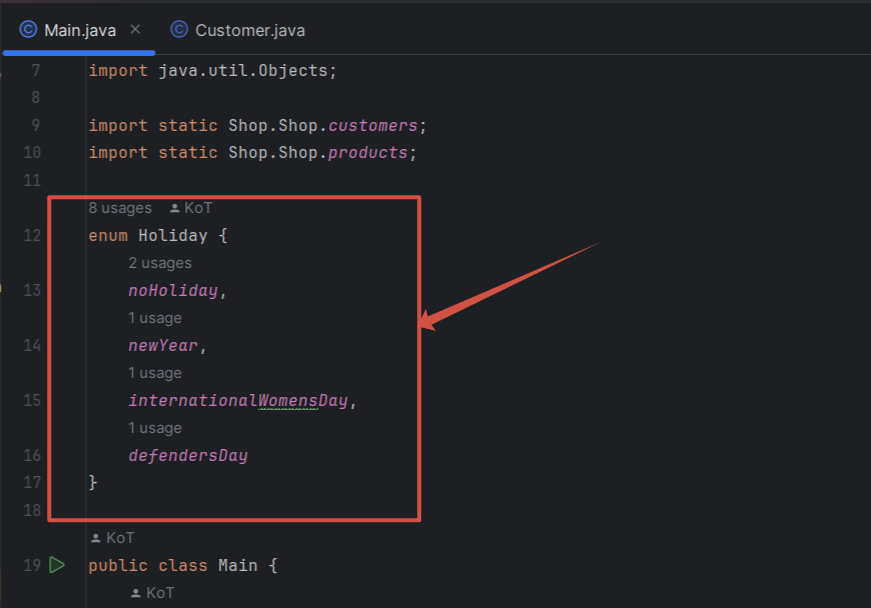 Main.java × Customer.java
7 import java.util.Objects;
8
9 import static Shop.Shop.customers;
10 import static Shop.Shop.products;
11
8 usages KoT
12 enum Holiday {
2 usages
13 noHoliday,
1 usage
14 newYear,
1 usage
15 internationalWomensDay,
1 usage
16 defendersDay
17 }
18
KoT
19 public class Main {
KoT